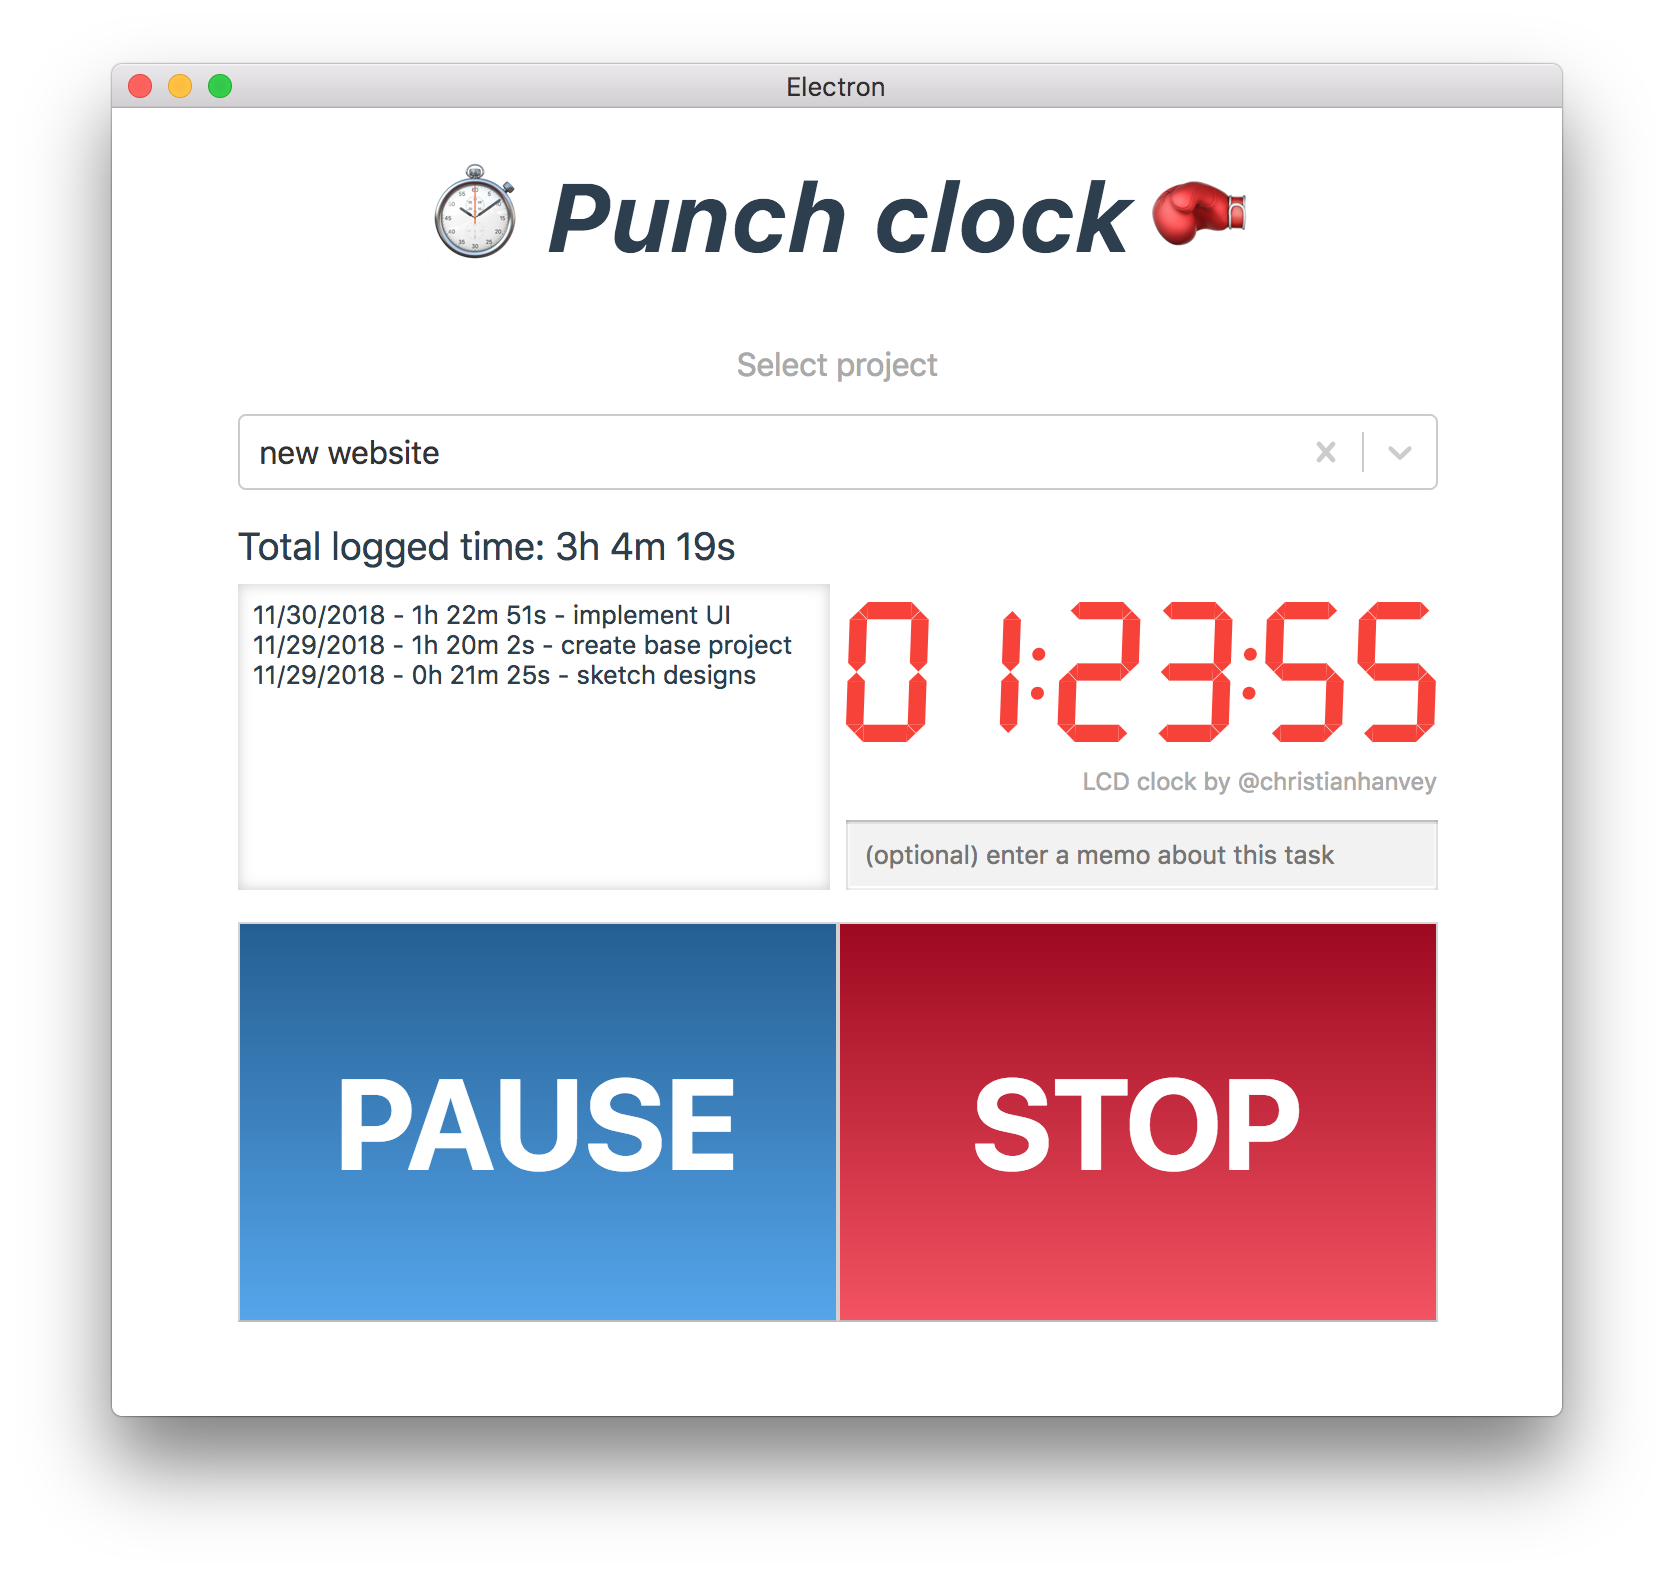 Electron
Punch clock
Select project
new website
Total logged time: 3h 4m 19s
11/30/2018 - 1h 22m 51s - implement UI
11/29/2018 - 1h 20m 2s - create base project
11/29/2018 - 0h 21m 25s - sketch designs
01:23:55
LCD clock by @christianhanvey
(optional) enter a memo about this task
PAUSE
STOP